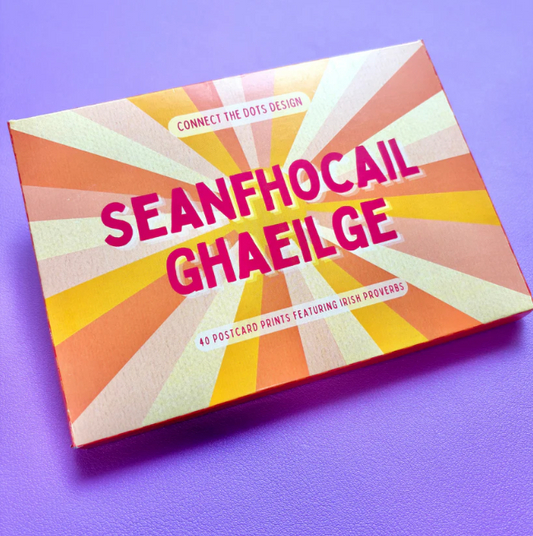 CONNECT THE DOTS DESIGN
SEANFHOCAIL
GHAEILGE
40 POSTCARD PRINTS FEATURING IRISH PROVERBS